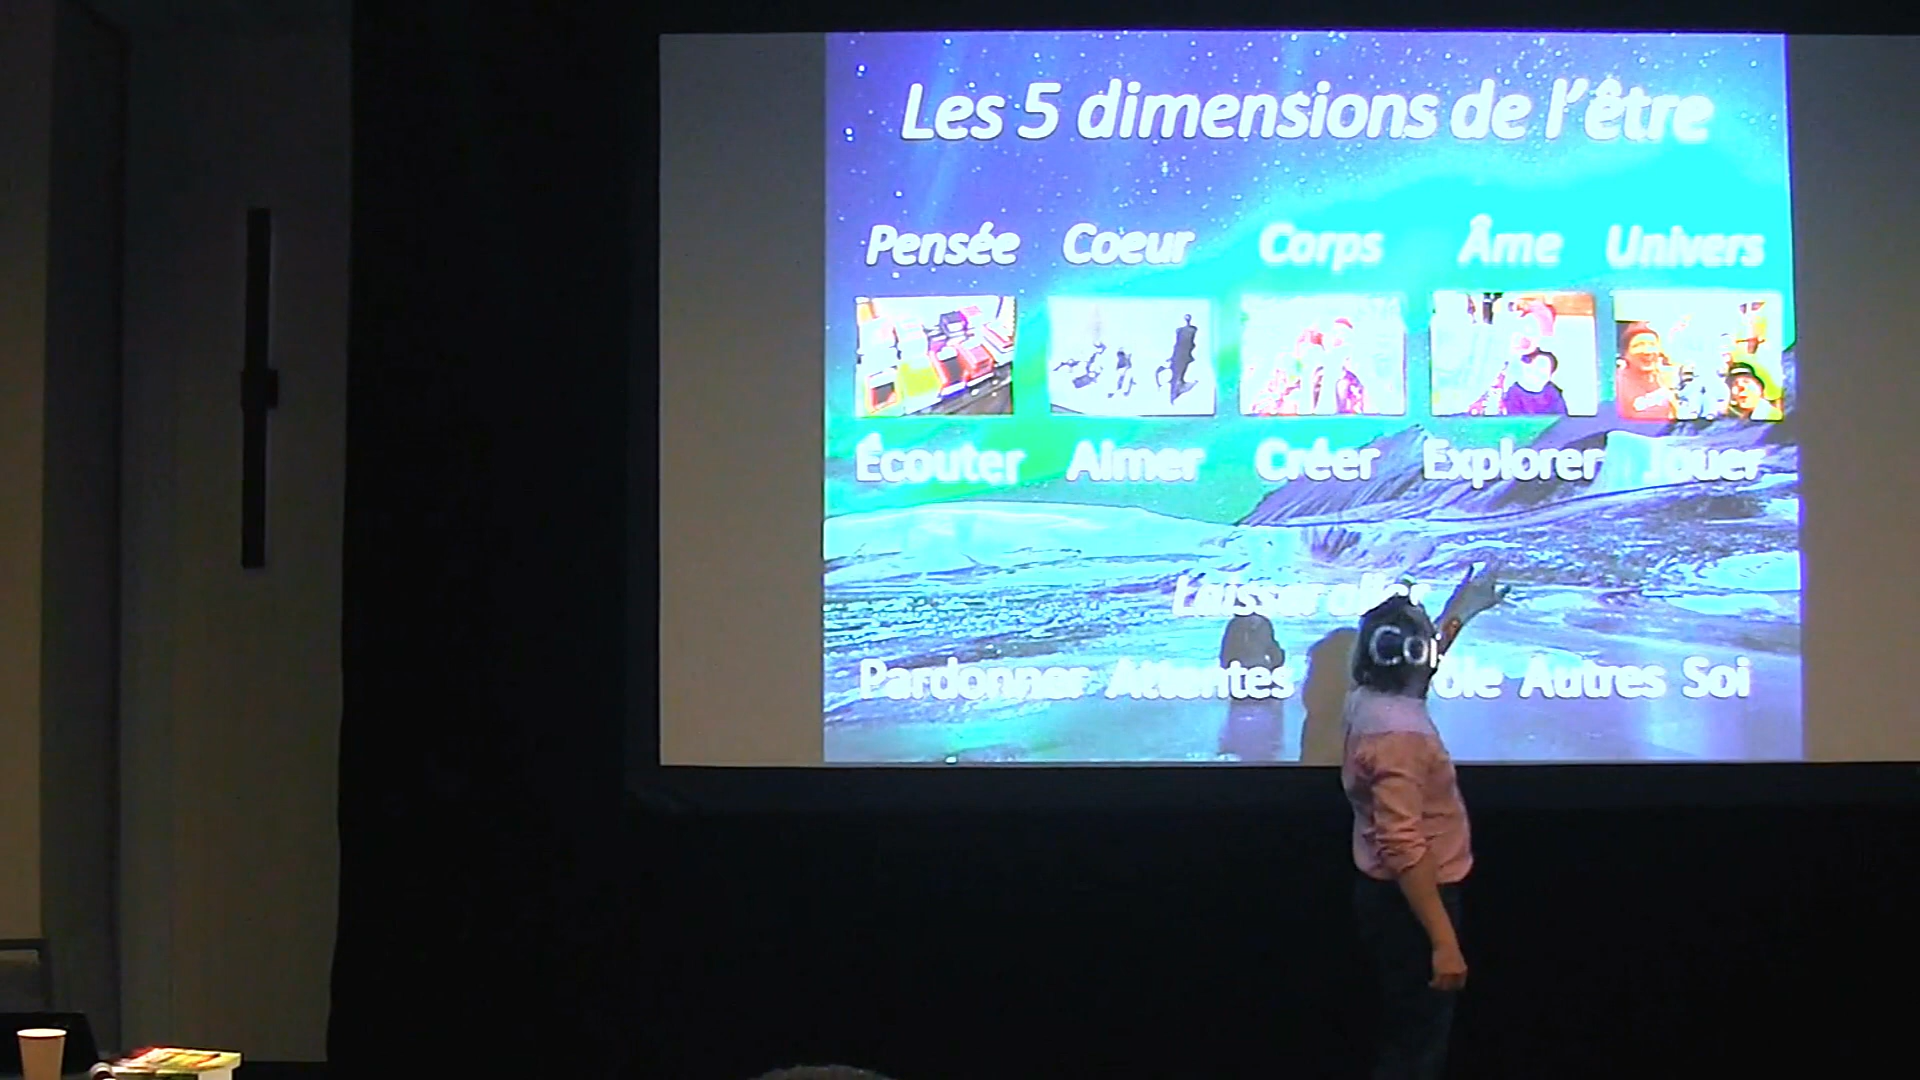 Les 5 dimensions de l'être
Pensée Coeur Corps Âme Univers
Écouter Aimer Créer Explorer Jouer
Laisser aller
Pardonner Attentes Autres Soi